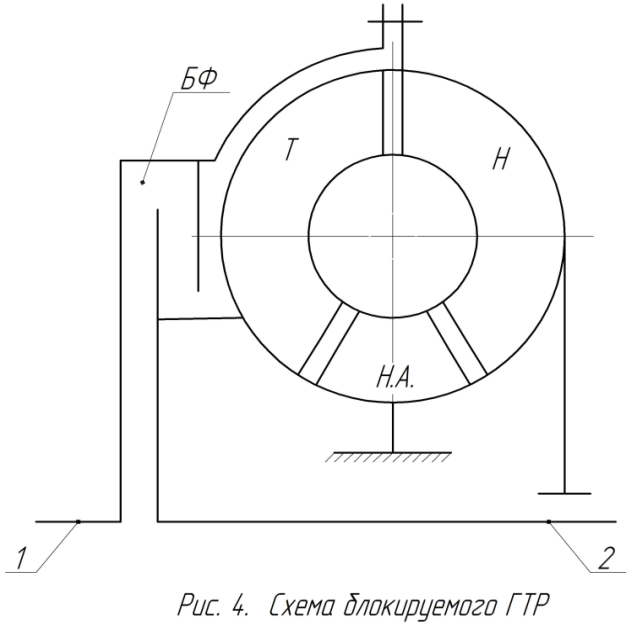 БФ
Т
Н
Н.А.
1
2
Рис. 4. Схема блокируемого ГТР